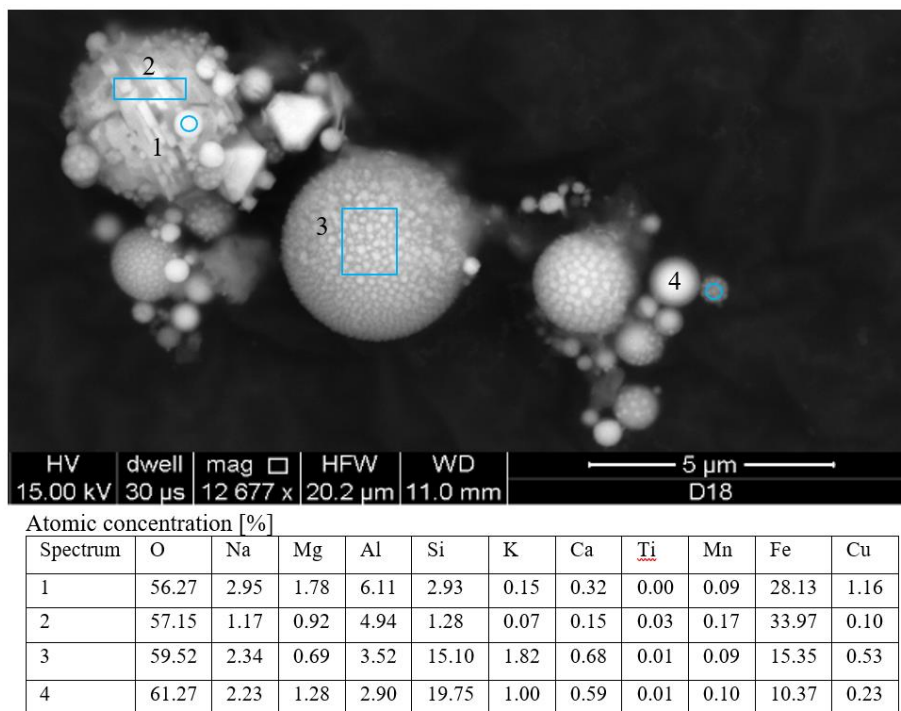 2
1
3
4
HV dwell mag HFW WD 5 µm
15.00 kV 30 µs 12 677 x 20.2 µm 11.0 mm D18
Atomic concentration [%]
Spectrum O Na Mg Al Si K Ca Ti Mn Fe Cu
1 56.27 2.95 1.78 6.11 2.93 0.15 0.32 0.00 0.09 28.13 1.16
2 57.15 1.17 0.92 4.94 1.28 0.07 0.15 0.03 0.17 33.97 0.10
3 59.52 2.34 0.69 3.52 15.10 1.82 0.68 0.01 0.09 15.35 0.53
4 61.27 2.23 1.28 2.90 19.75 1.00 0.59 0.01 0.10 10.37 0.23